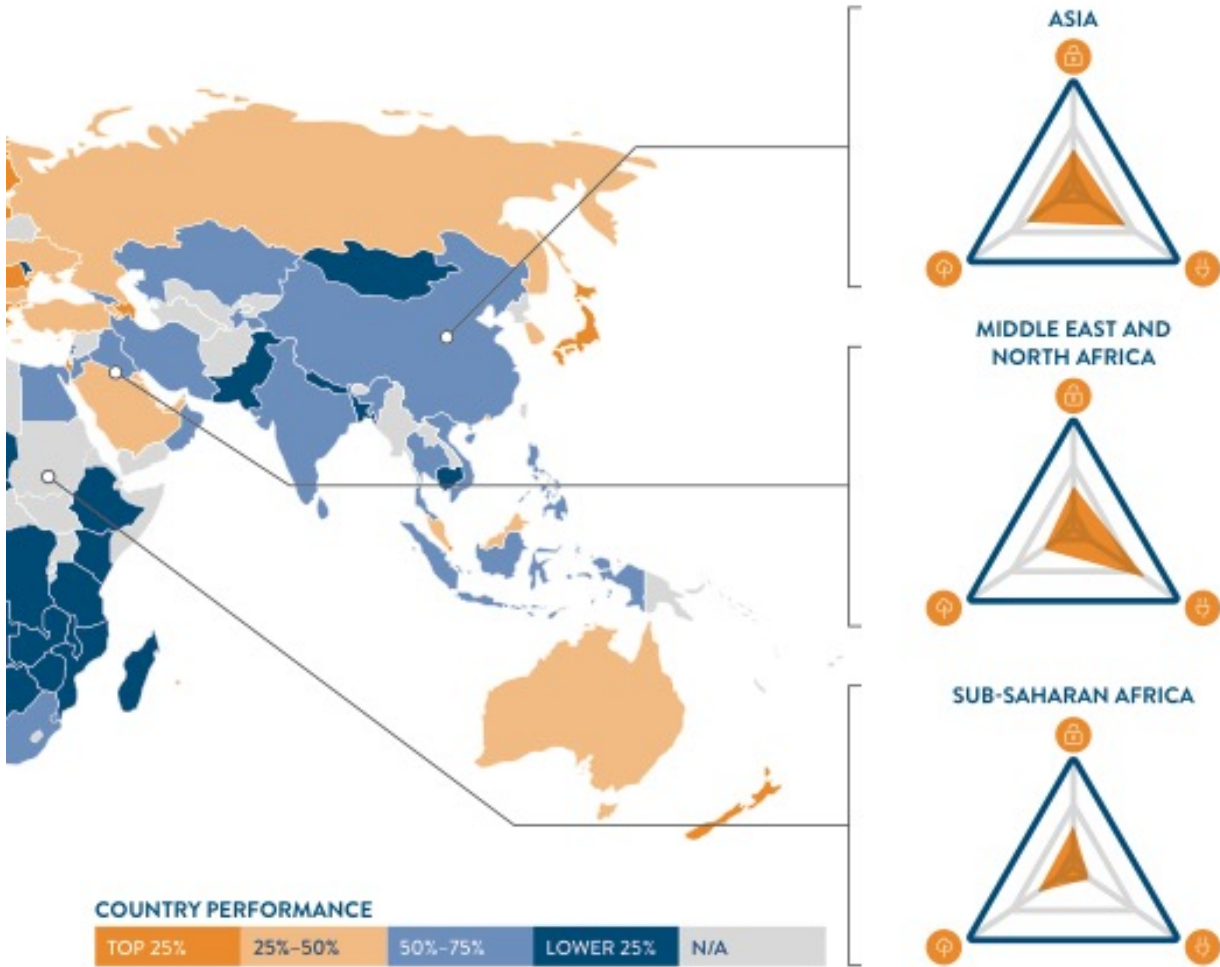 ASIA
MIDDLE EAST AND
NORTH AFRICA
SUB-SAHARAN AFRICA
COUNTRY PERFORMANCE
TOP 25%
25%–50%
50%–75%
LOWER 25%
N/A